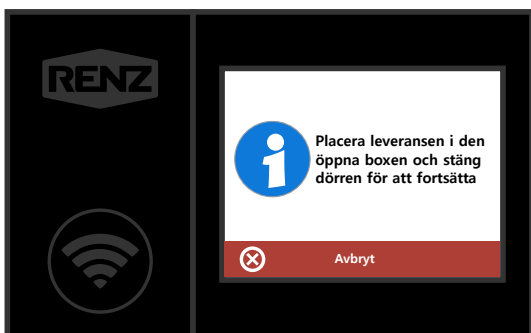 RENZ
Placera leveransen i den
öppna boxen och stäng
dörren för att fortsätta
Avbryt